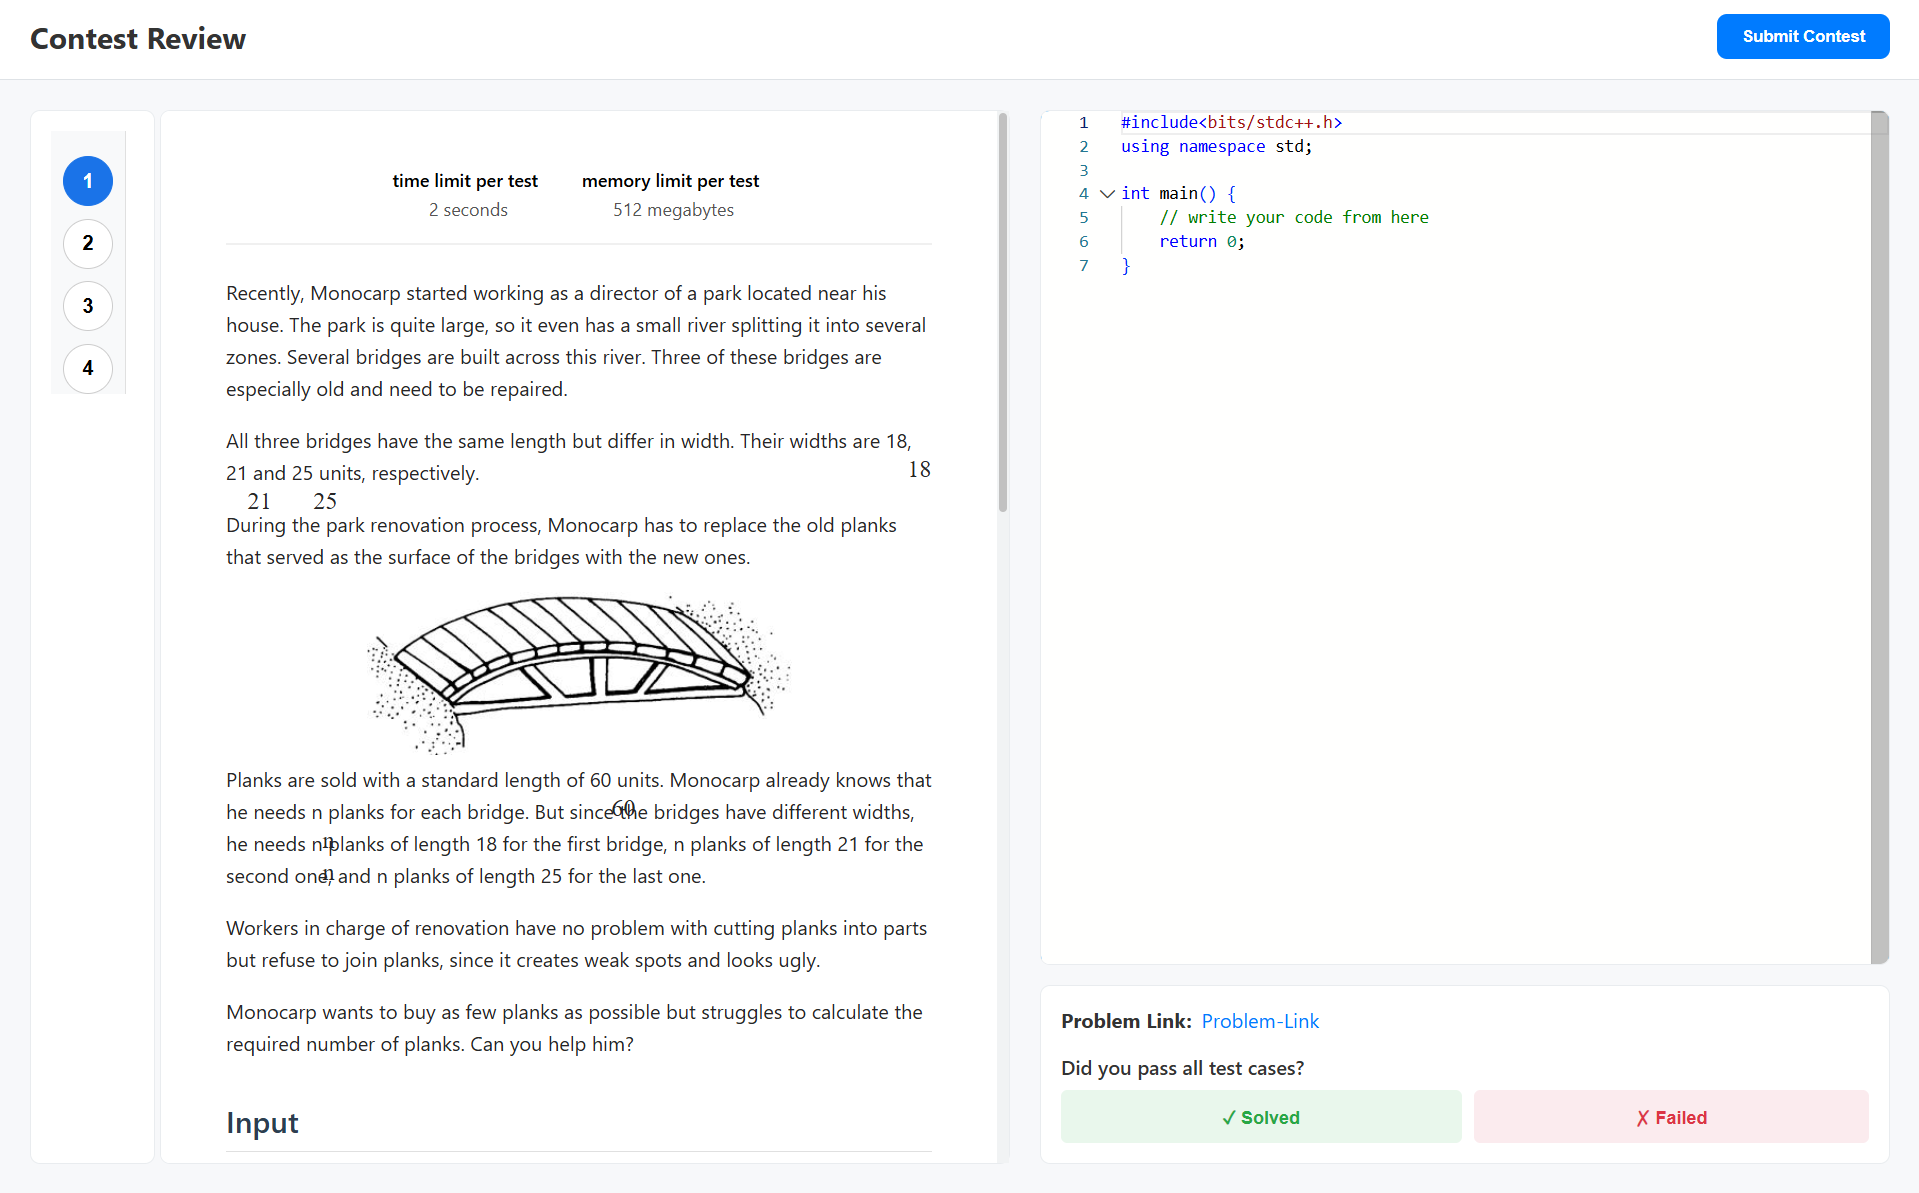 Contest Review
Submit Contest
1
2
3
4
time limit per test
2 seconds
memory limit per test
512 megabytes
Recently, Monocarp started working as a director of a park located near his
house. The park is quite large, so it even has a small river splitting it into several
zones. Several bridges are built across this river. Three of these bridges are
especially old and need to be repaired.
All three bridges have the same length but differ in width. Their widths are 18,
18
21 and 25 units, respectively.
21 25
During the park renovation process, Monocarp has to replace the old planks
that served as the surface of the bridges with the new ones.
Planks are sold with a standard length of 60 units. Monocarp already knows that
60
he needs n planks for each bridge. But since the bridges have different widths,
n
he needs n planks of length 18 for the first bridge, n planks of length 21 for the
n
second one, and n planks of length 25 for the last one.
Workers in charge of renovation have no problem with cutting planks into parts
but refuse to join planks, since it creates weak spots and looks ugly.
Monocarp wants to buy as few planks as possible but struggles to calculate the
required number of planks. Can you help him?
Input
1 #include<bits/stdc++.h>
2 using namespace std;
3
4 int main() {
5 // write your code from here
6 return 0;
7 }
Problem Link: Problem-Link
Did you pass all test cases?
✓ Solved
✗ Failed